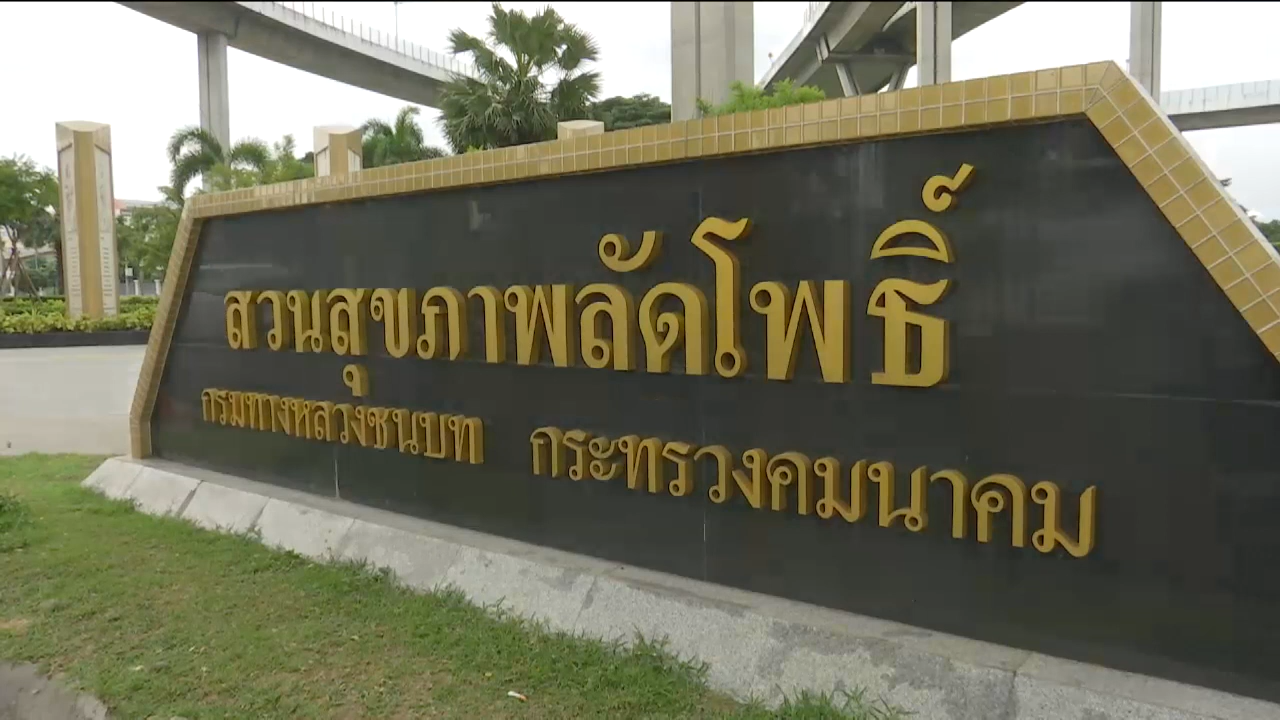 สวนสุขภาพลัดโพธิ์
กรมทางหลวงชนบท กระทรวงคมนาคม